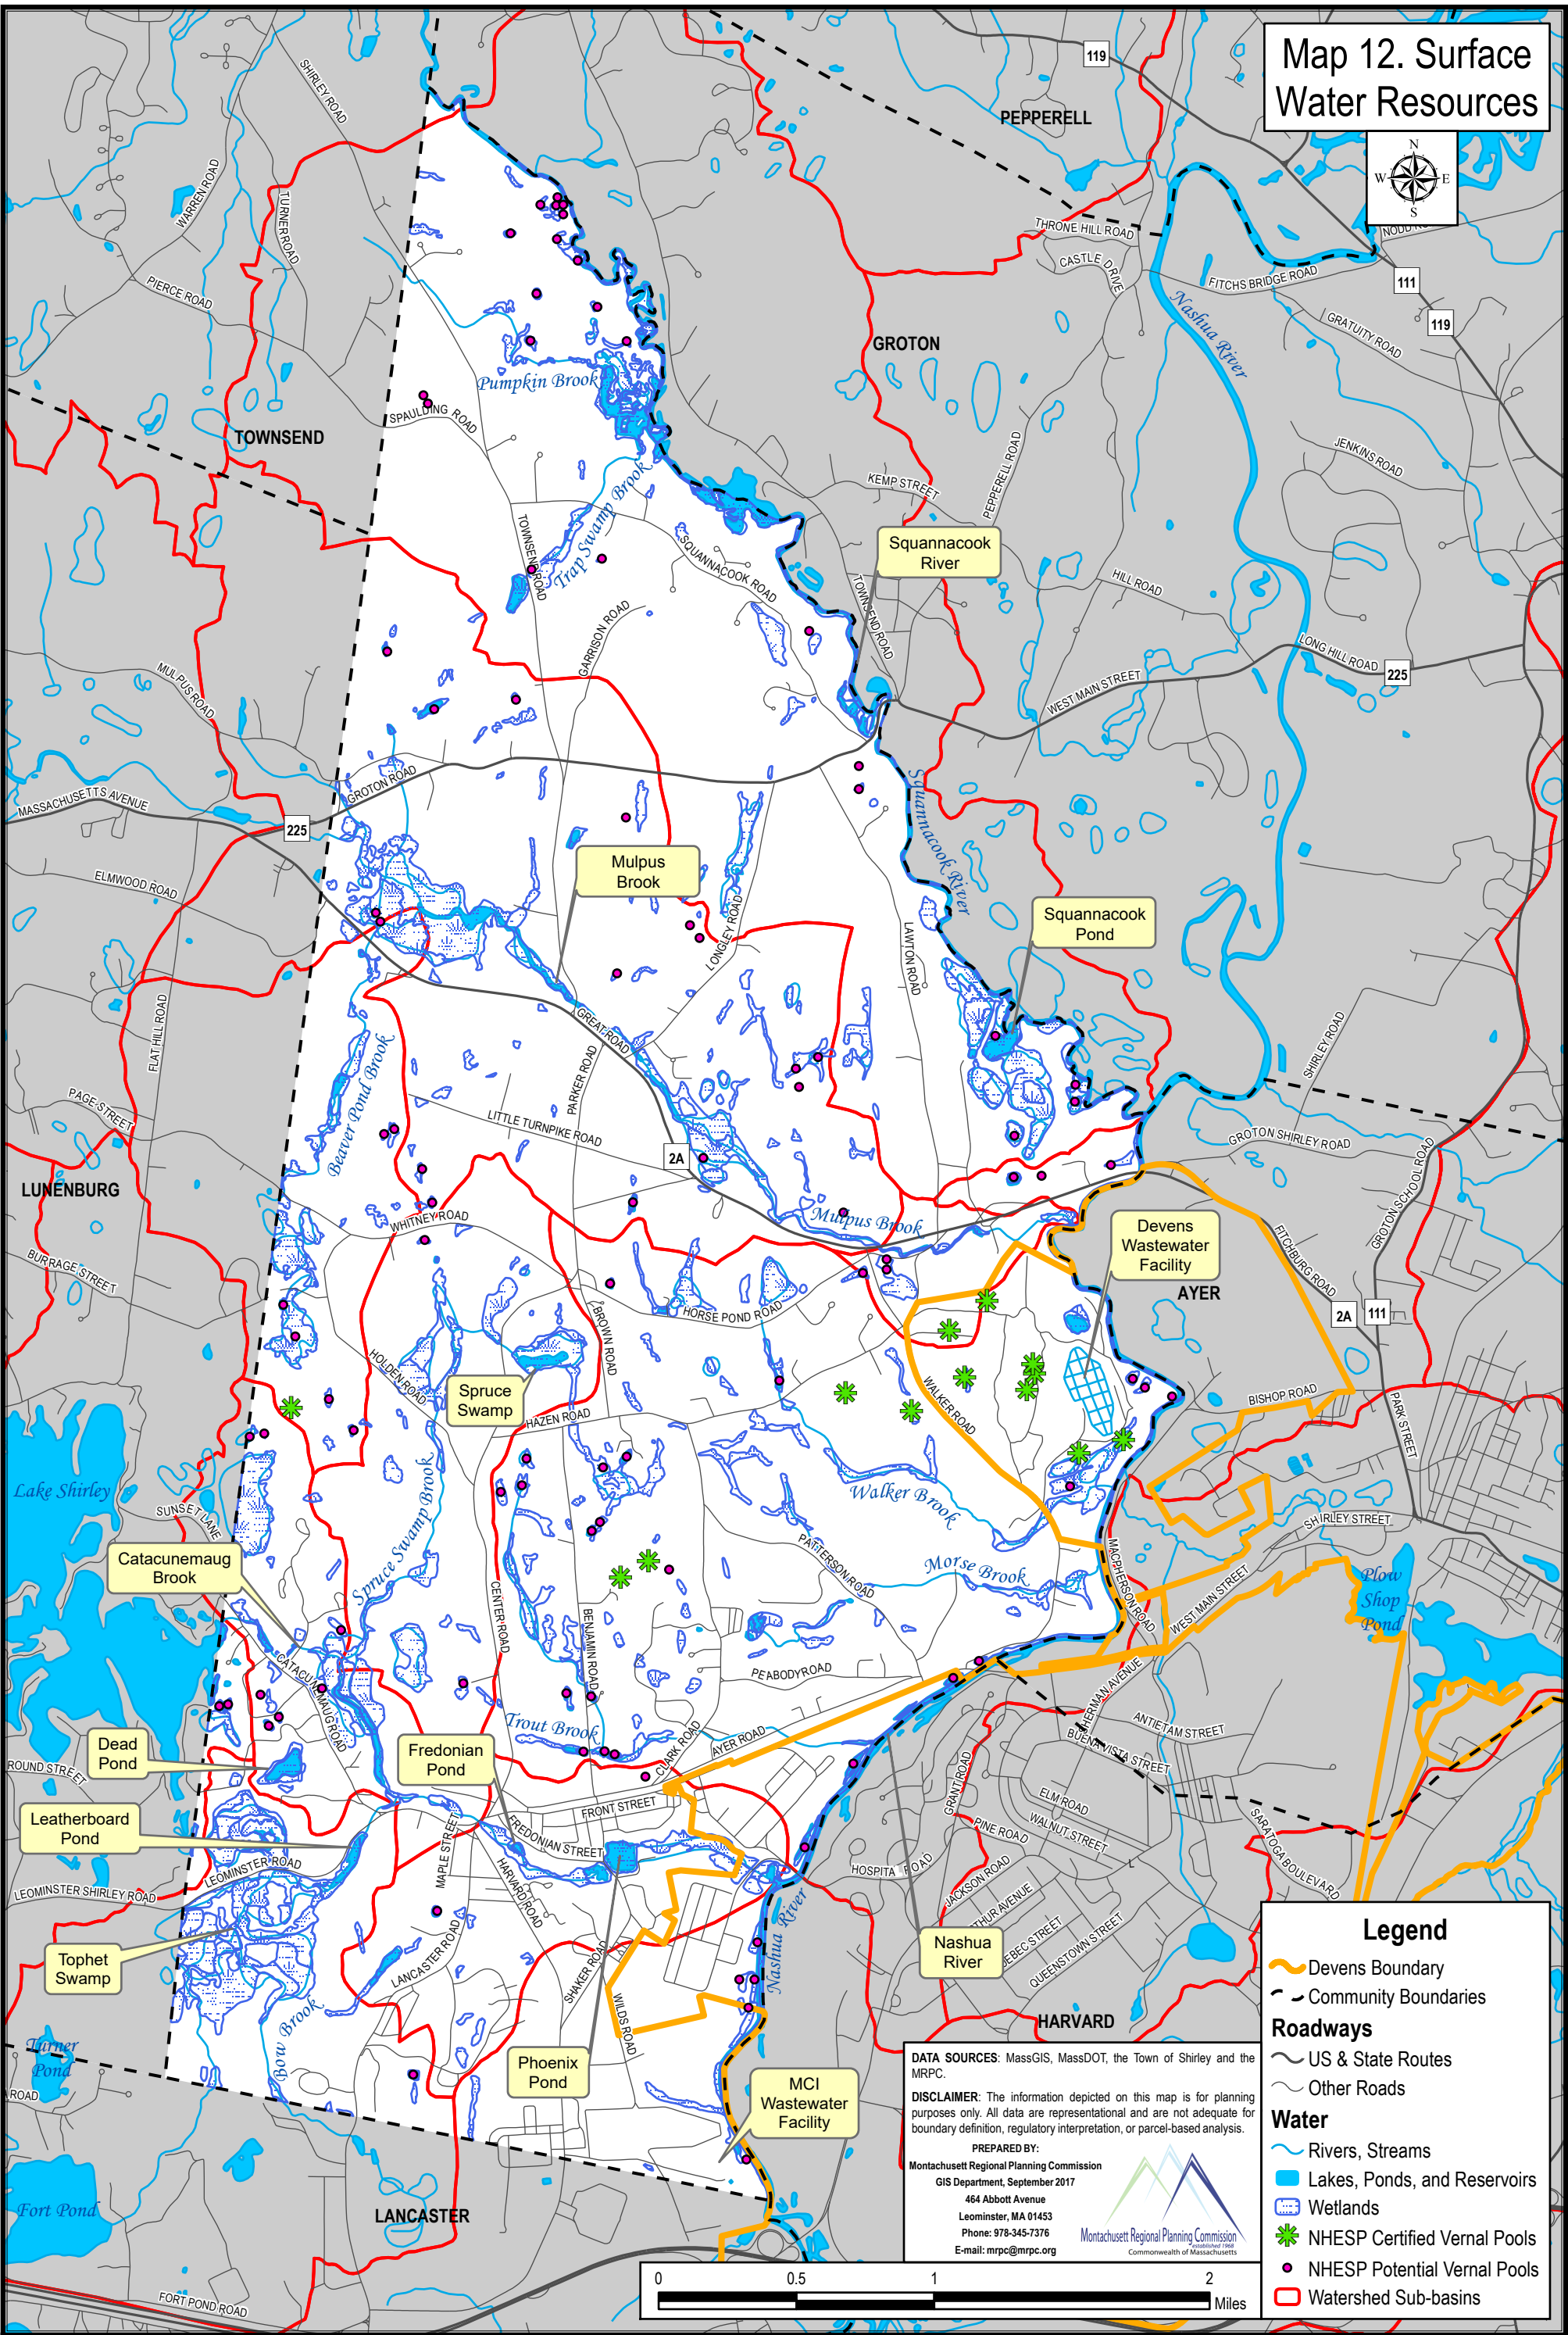 Map 12. Surface
Water Resources
N
W
E
S
119
PEPPERELL
SHIRLEY ROAD
WARREN ROAD
TURNER ROAD
PIERCE ROAD
THRONE HILL ROAD
CASTLE DRIVE
FITCHS BRIDGE ROAD
111
119
GRATUITY ROAD
Nashua River
GROTON
Pumpkin Brook
SPAULDING ROAD
TOWNSEND
JENKINS ROAD
KEMP STREET
PEPPERELL ROAD
Trap Swamp Brook
TOWNSEND ROAD
SQUANNACOOK ROAD
Squannacook
River
TOWNSEND ROAD
HILL ROAD
GARRISON ROAD
LONG HILL ROAD
225
MULPUS ROAD
WEST MAIN STREET
GROTON ROAD
MASSACHUSETTS AVENUE
225
Squannacook River
Mulpus
Brook
ELMWOOD ROAD
Squannacook
Pond
LONGLEY ROAD
LAWTON ROAD
FLAT HILL ROAD
GREAT ROAD
Beaver Pond Brook
PARKER ROAD
SHIRLEY ROAD
PAGE STREET
LITTLE TURNPIKE ROAD
2A
GROTON SHIRLEY ROAD
GROTON SCHOOL ROAD
LUNENBURG
WHITNEY ROAD
Mulpus Brook
Devens
Wastewater
Facility
BURRAGE STREET
FITCHBURG ROAD
AYER
HORSE POND ROAD
2A
111
BROWN ROAD
HOLDEN ROAD
Spruce
Swamp
WALKER ROAD
BISHOP ROAD
PARK STREET
HAZEN ROAD
Lake Shirley
Walker Brook
SUNSET LANE
SHIRLEY STREET
Spruce Swamp Brook
Catacunemaug
Brook
PATTERSON ROAD
MACPHERSON ROAD
Morse Brook
Plow
Shop
Pond
WEST MAIN STREET
CENTER ROAD
BENJAMIN ROAD
CATACUNEMAUG ROAD
PEABODY ROAD
SHERMAN AVENUE
ANTIETAM STREET
BUENA VISTA STREET
Trout Brook
CLARK ROAD
AYER ROAD
Dead
Pond
Fredonian
Pond
ROUND STREET
GRANT ROAD
ELM ROAD
WALNUT STREET
PINE ROAD
FRONT STREET
Leatherboard
Pond
FREDONIAN STREET
MAPLE STREET
SARATOGA BOULEVARD
LEOMINSTER ROAD
LEOMINSTER SHIRLEY ROAD
HARVARD ROAD
JACKSON ROAD
QUEENSTOWN STREET
Nashua River
Nashua
River
Tophet
Swamp
LANCASTER ROAD
SHAKER ROAD
WILDS ROAD
HARVARD
Bow Brook
Turner
Pond
ROAD
Phoenix
Pond
MCI
Wastewater
Facility
Fort Pond
LANCASTER
FORT POND ROAD
DATA SOURCES: MassGIS, MassDOT, the Town of Shirley and the
MRPC.
DISCLAIMER: The information depicted on this map is for planning
purposes only. All data are representational and are not adequate for
boundary definition, regulatory interpretation, or parcel-based analysis.
PREPARED BY:
Montachusett Regional Planning Commission
GIS Department, September 2017
464 Abbott Avenue
Leominster, MA 01453
Phone: 978-345-7376
E-mail: mrpc@mrpc.org
Montachusett Regional Planning Commission
established 1968
Commonwealth of Massachusetts
0
0.5
1
2
Miles
Legend
Devens Boundary
Community Boundaries
Roadways
US & State Routes
Other Roads
Water
Rivers, Streams
Lakes, Ponds, and Reservoirs
Wetlands
NHESP Certified Vernal Pools
NHESP Potential Vernal Pools
Watershed Sub-basins